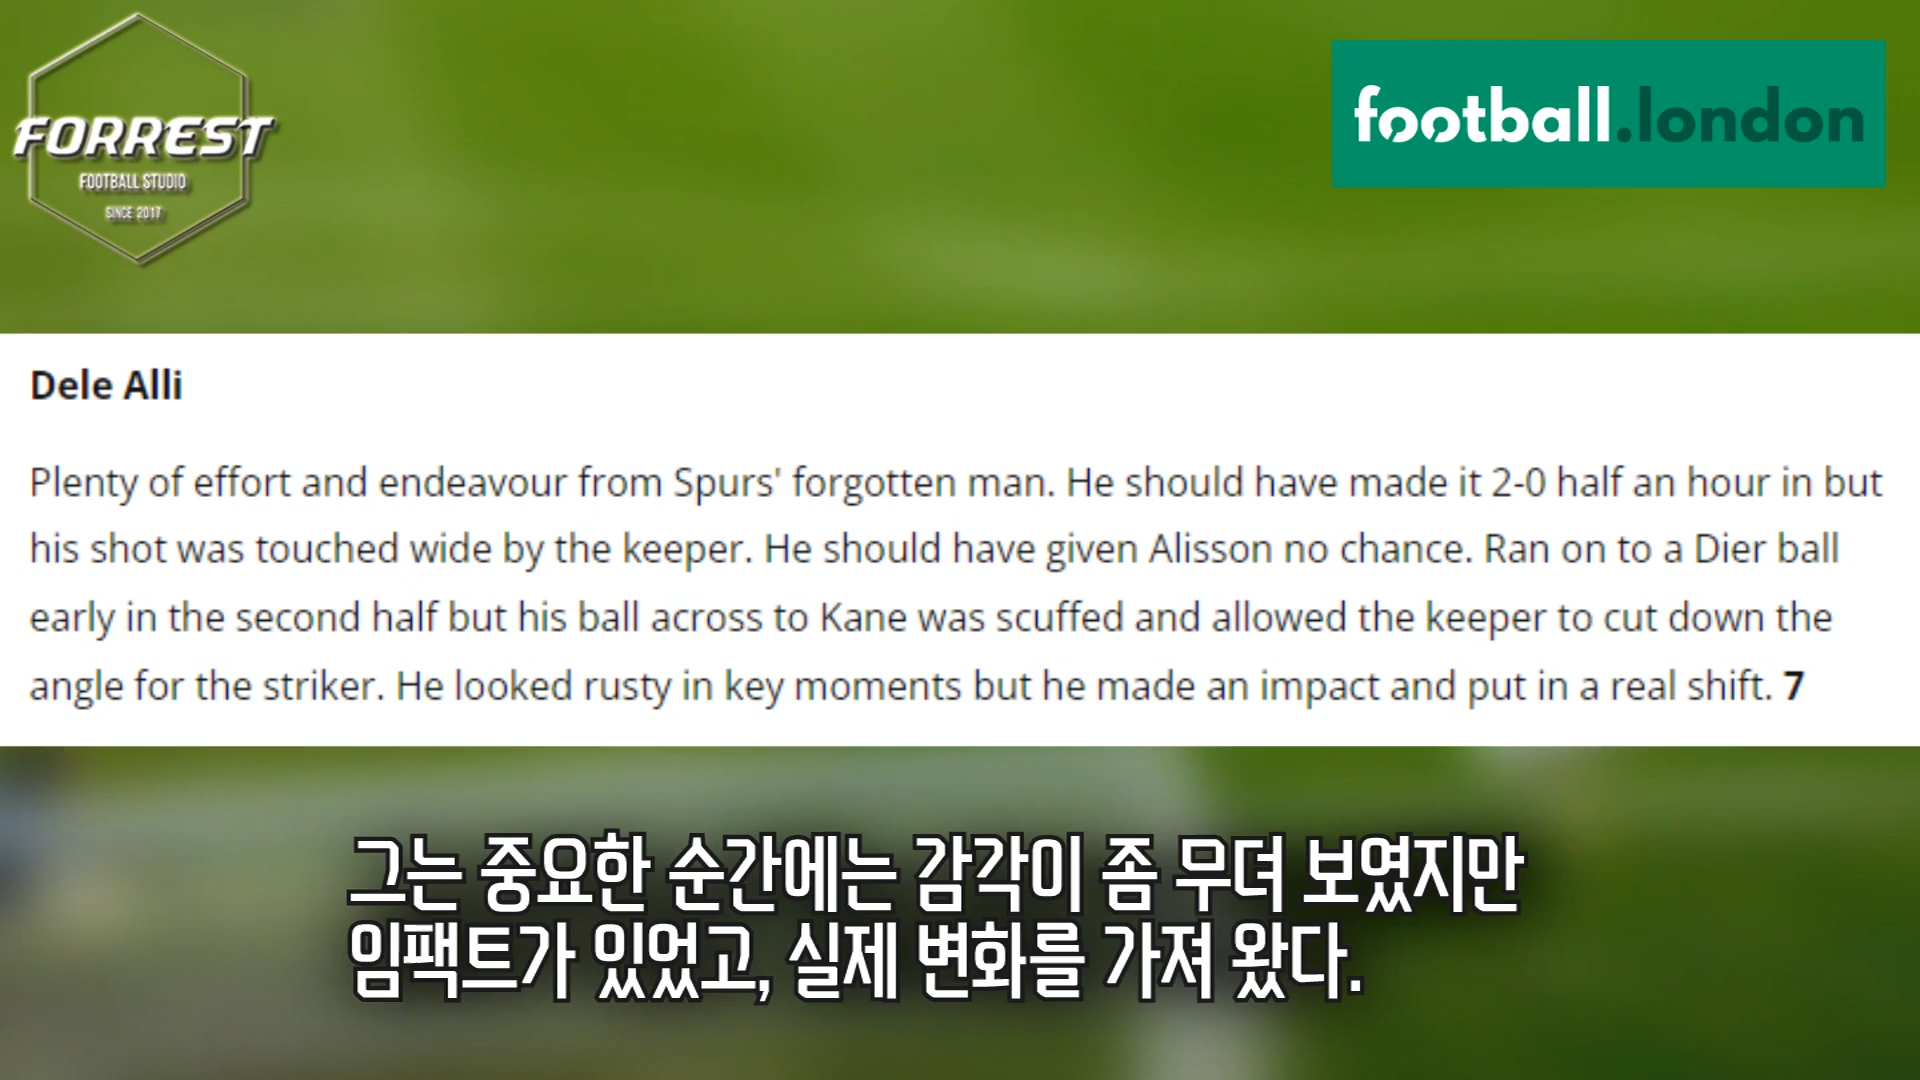 FORREST
FOOTBALL STUDIO
SINCE 2017
football.london
Dele Alli
Plenty of effort and endeavour from Spurs' forgotten man. He should have made it 2-0 half an hour in but
his shot was touched wide by the keeper. He should have given Alisson no chance. Ran on to a Dier ball
early in the second half but his ball across to Kane was scuffed and allowed the keeper to cut down the
angle for the striker. He looked rusty in key moments but he made an impact and put in a real shift. 7
그는 중요한 순간에는 감각이 좀 무뎌 보였지만
임팩트가 있었고, 실제 변화를 가져 왔다.